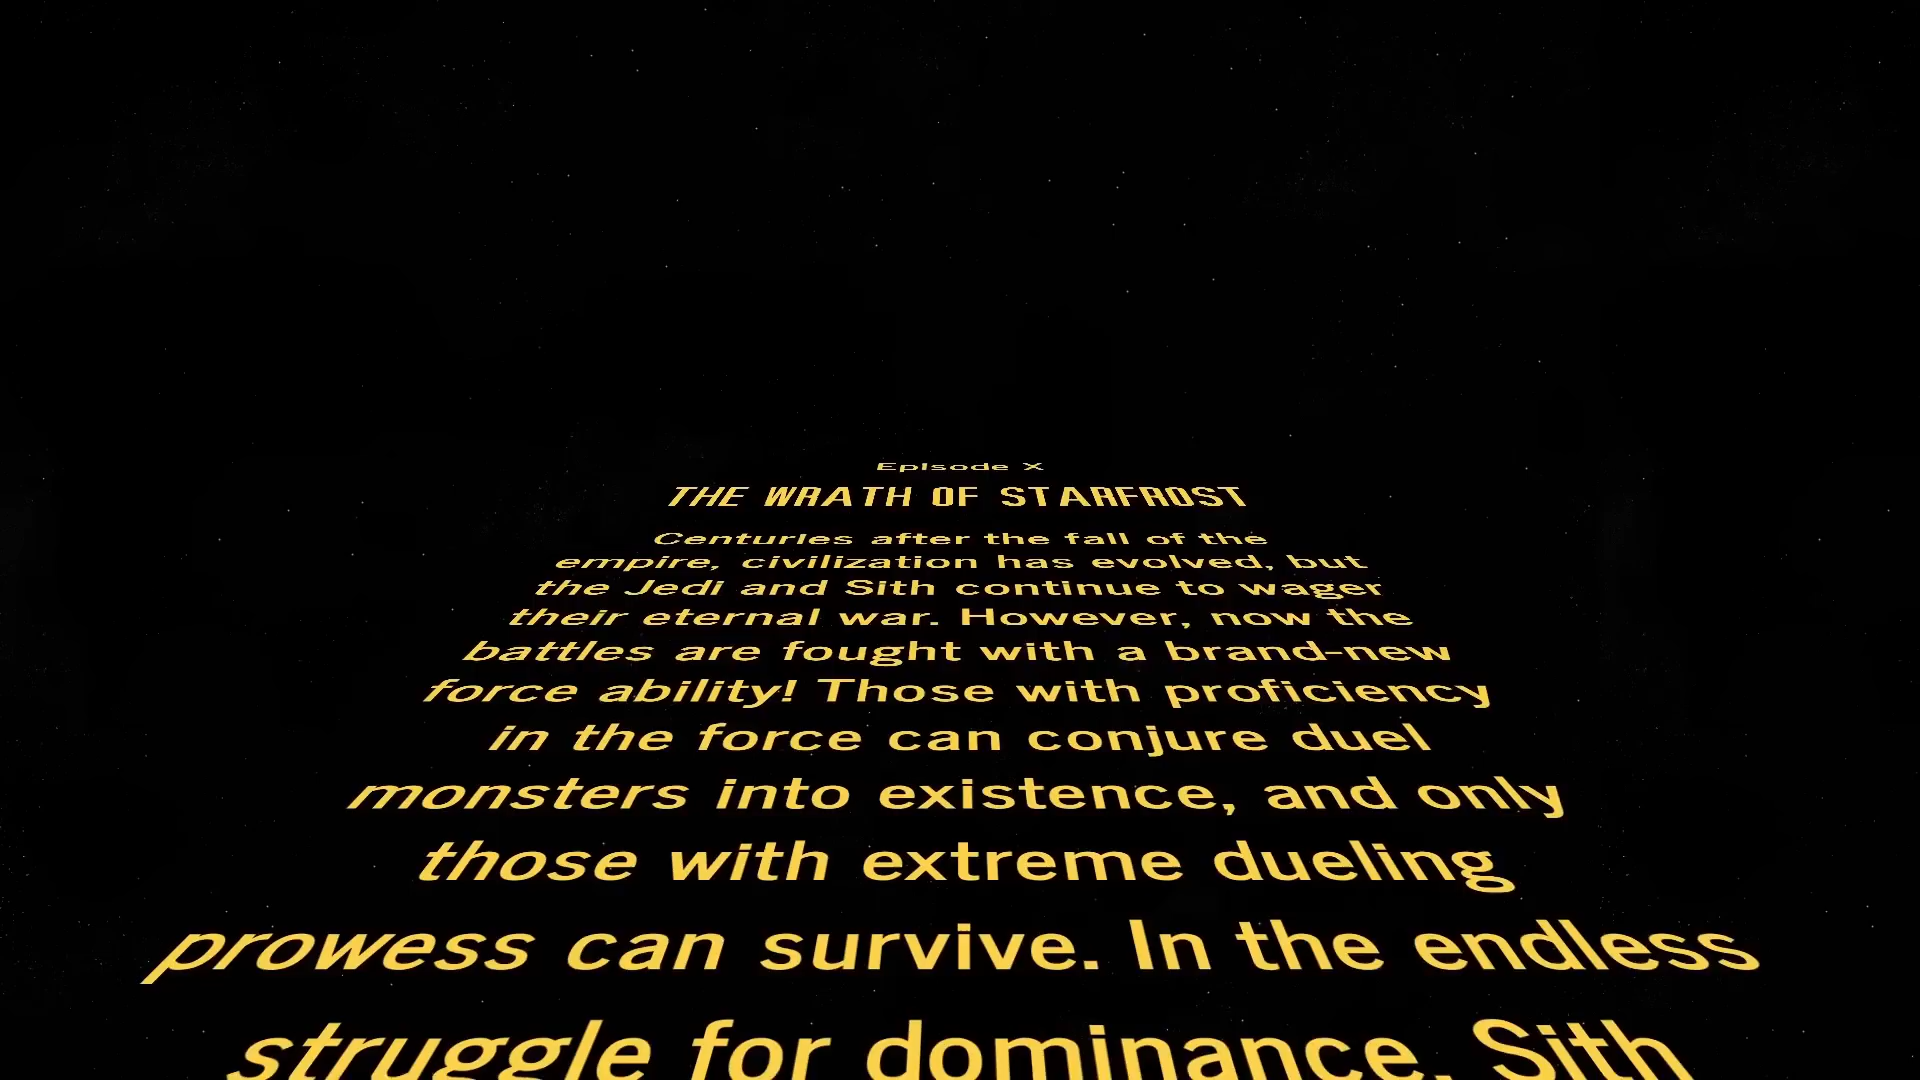 Episode X
THE WRATH OF STARFROST
Centuries after the fall of the
empire, civilization has evolved, but
the Jedi and Sith continue to wager
their eternal war. However, now the
battles are fought with a brand-new
force ability! Those with proficiency
in the force can conjure duel
monsters into existence, and only
those with extreme dueling
prowess can survive. In the endless
struggle for dominance, Sith